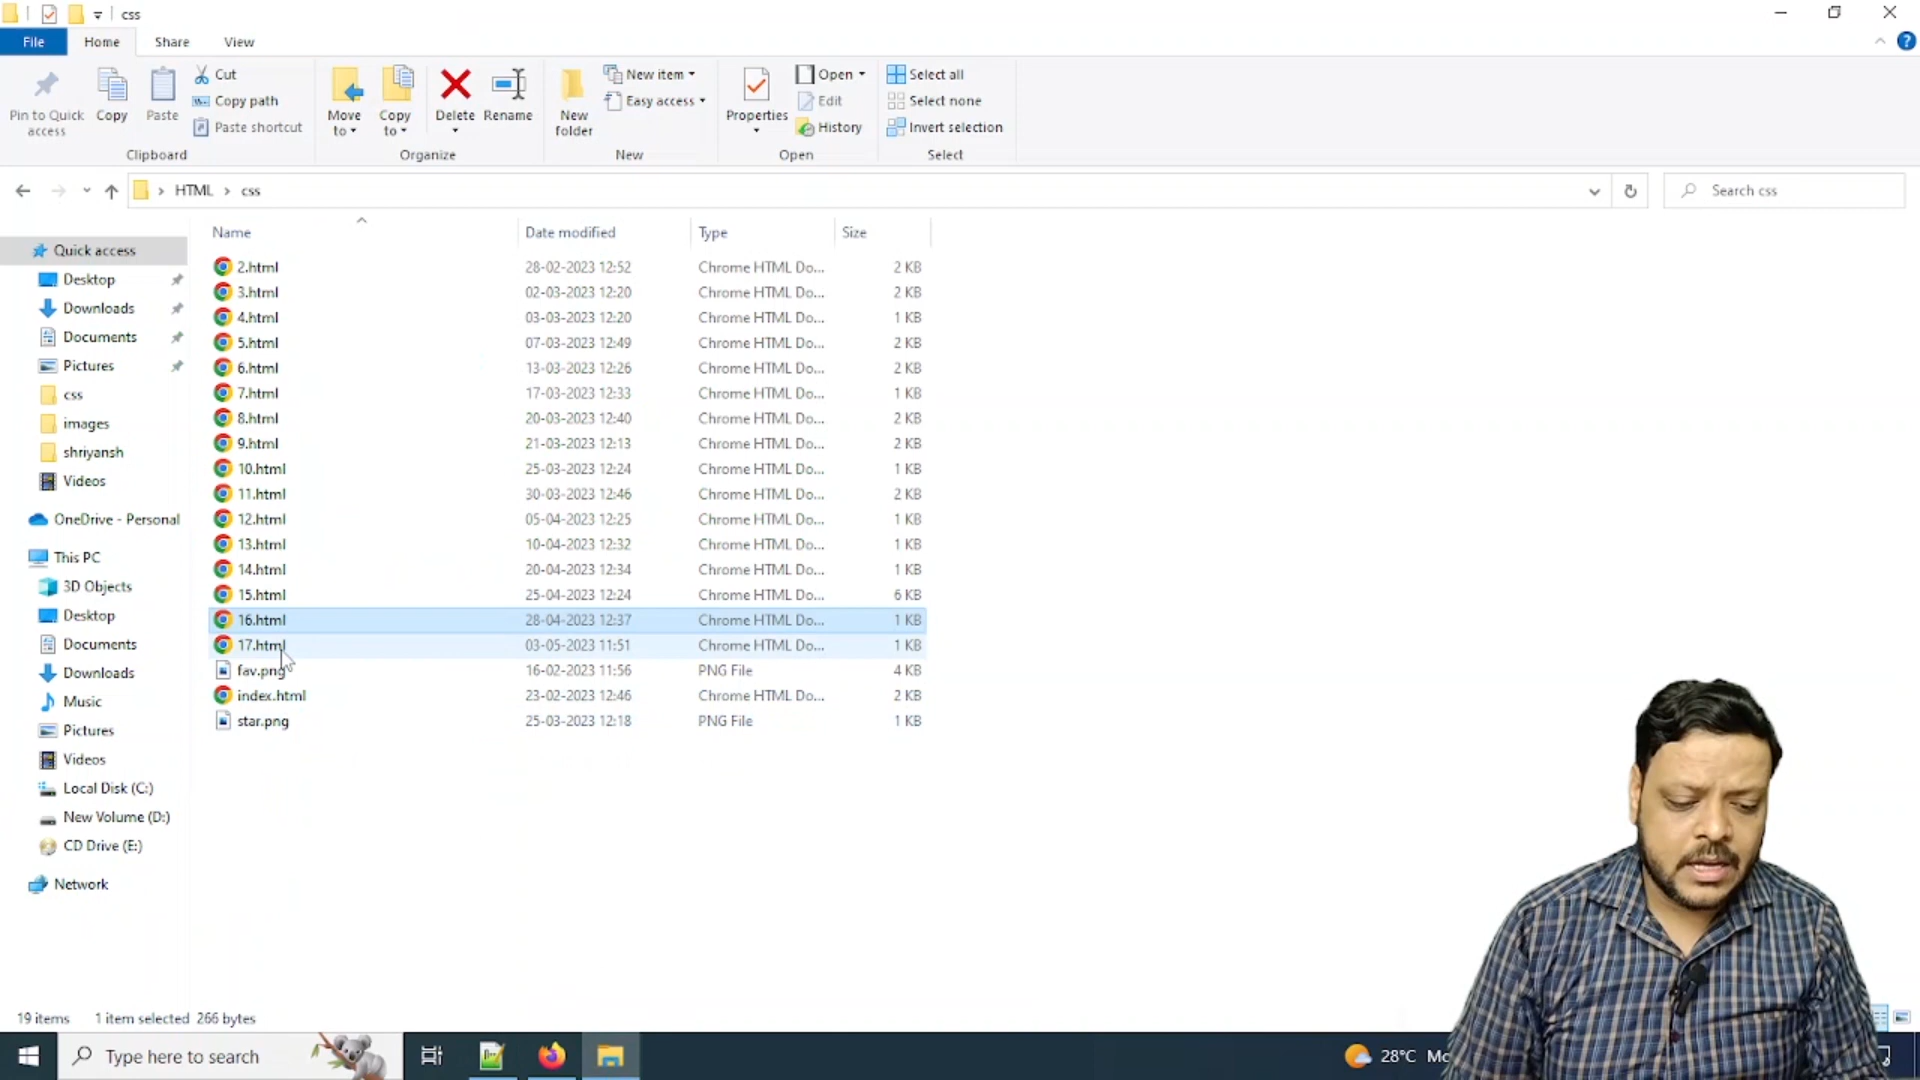 css
File Home Share View
Pin to Quick access
Copy
Paste
Cut
Copy path
Paste shortcut
Clipboard
Move to
Copy to
Delete
Rename
Organize
New folder
New item
Easy access
New
Properties
Open
Edit
History
Open
Select all
Select none
Invert selection
Select
HTML > css
Search css
Name Date modified Type Size
2.html 28-02-2023 12:52 Chrome HTML Do... 2 KB
3.html 02-03-2023 12:20 Chrome HTML Do... 2 KB
4.html 03-03-2023 12:20 Chrome HTML Do... 1 KB
5.html 07-03-2023 12:49 Chrome HTML Do... 2 KB
6.html 13-03-2023 12:26 Chrome HTML Do... 2 KB
7.html 17-03-2023 12:33 Chrome HTML Do... 1 KB
8.html 20-03-2023 12:40 Chrome HTML Do... 2 KB
9.html 21-03-2023 12:13 Chrome HTML Do... 2 KB
10.html 25-03-2023 12:24 Chrome HTML Do... 1 KB
11.html 30-03-2023 12:46 Chrome HTML Do... 2 KB
12.html 05-04-2023 12:25 Chrome HTML Do... 1 KB
13.html 10-04-2023 12:32 Chrome HTML Do... 1 KB
14.html 20-04-2023 12:34 Chrome HTML Do... 1 KB
15.html 25-04-2023 12:24 Chrome HTML Do... 6 KB
16.html 28-04-2023 12:37 Chrome HTML Do... 1 KB
17.html 03-05-2023 11:51 Chrome HTML Do... 1 KB
fav.png 16-02-2023 11:56 PNG File 4 KB
index.html 23-02-2023 12:46 Chrome HTML Do... 2 KB
star.png 25-03-2023 12:18 PNG File 1 KB
Quick access
Desktop
Downloads
Documents
Pictures
css
images
shriyansh
Videos
OneDrive - Personal
This PC
3D Objects
Desktop
Documents
Downloads
Music
Pictures
Videos
Local Disk (C:)
New Volume (D:)
CD Drive (E:)
Network
19 items 1 item selected 266 bytes
Type here to search
28°C